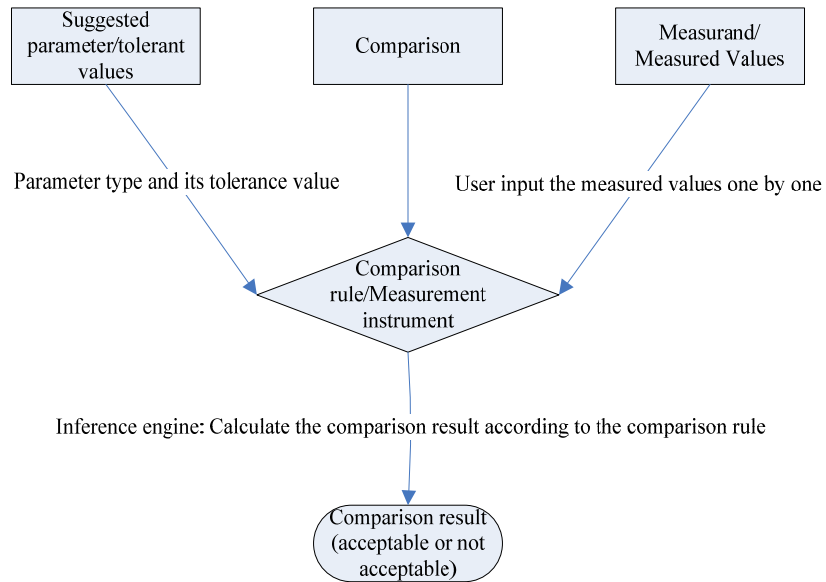 Suggested
parameter/tolerant
values
Comparison
Measurand/
Measured Values
Parameter type and its tolerance value
User input the measured values one by one
Comparison
rule/Measurement
instrument
Inference engine: Calculate the comparison result according to the comparison rule
Comparison result
(acceptable or not
acceptable)